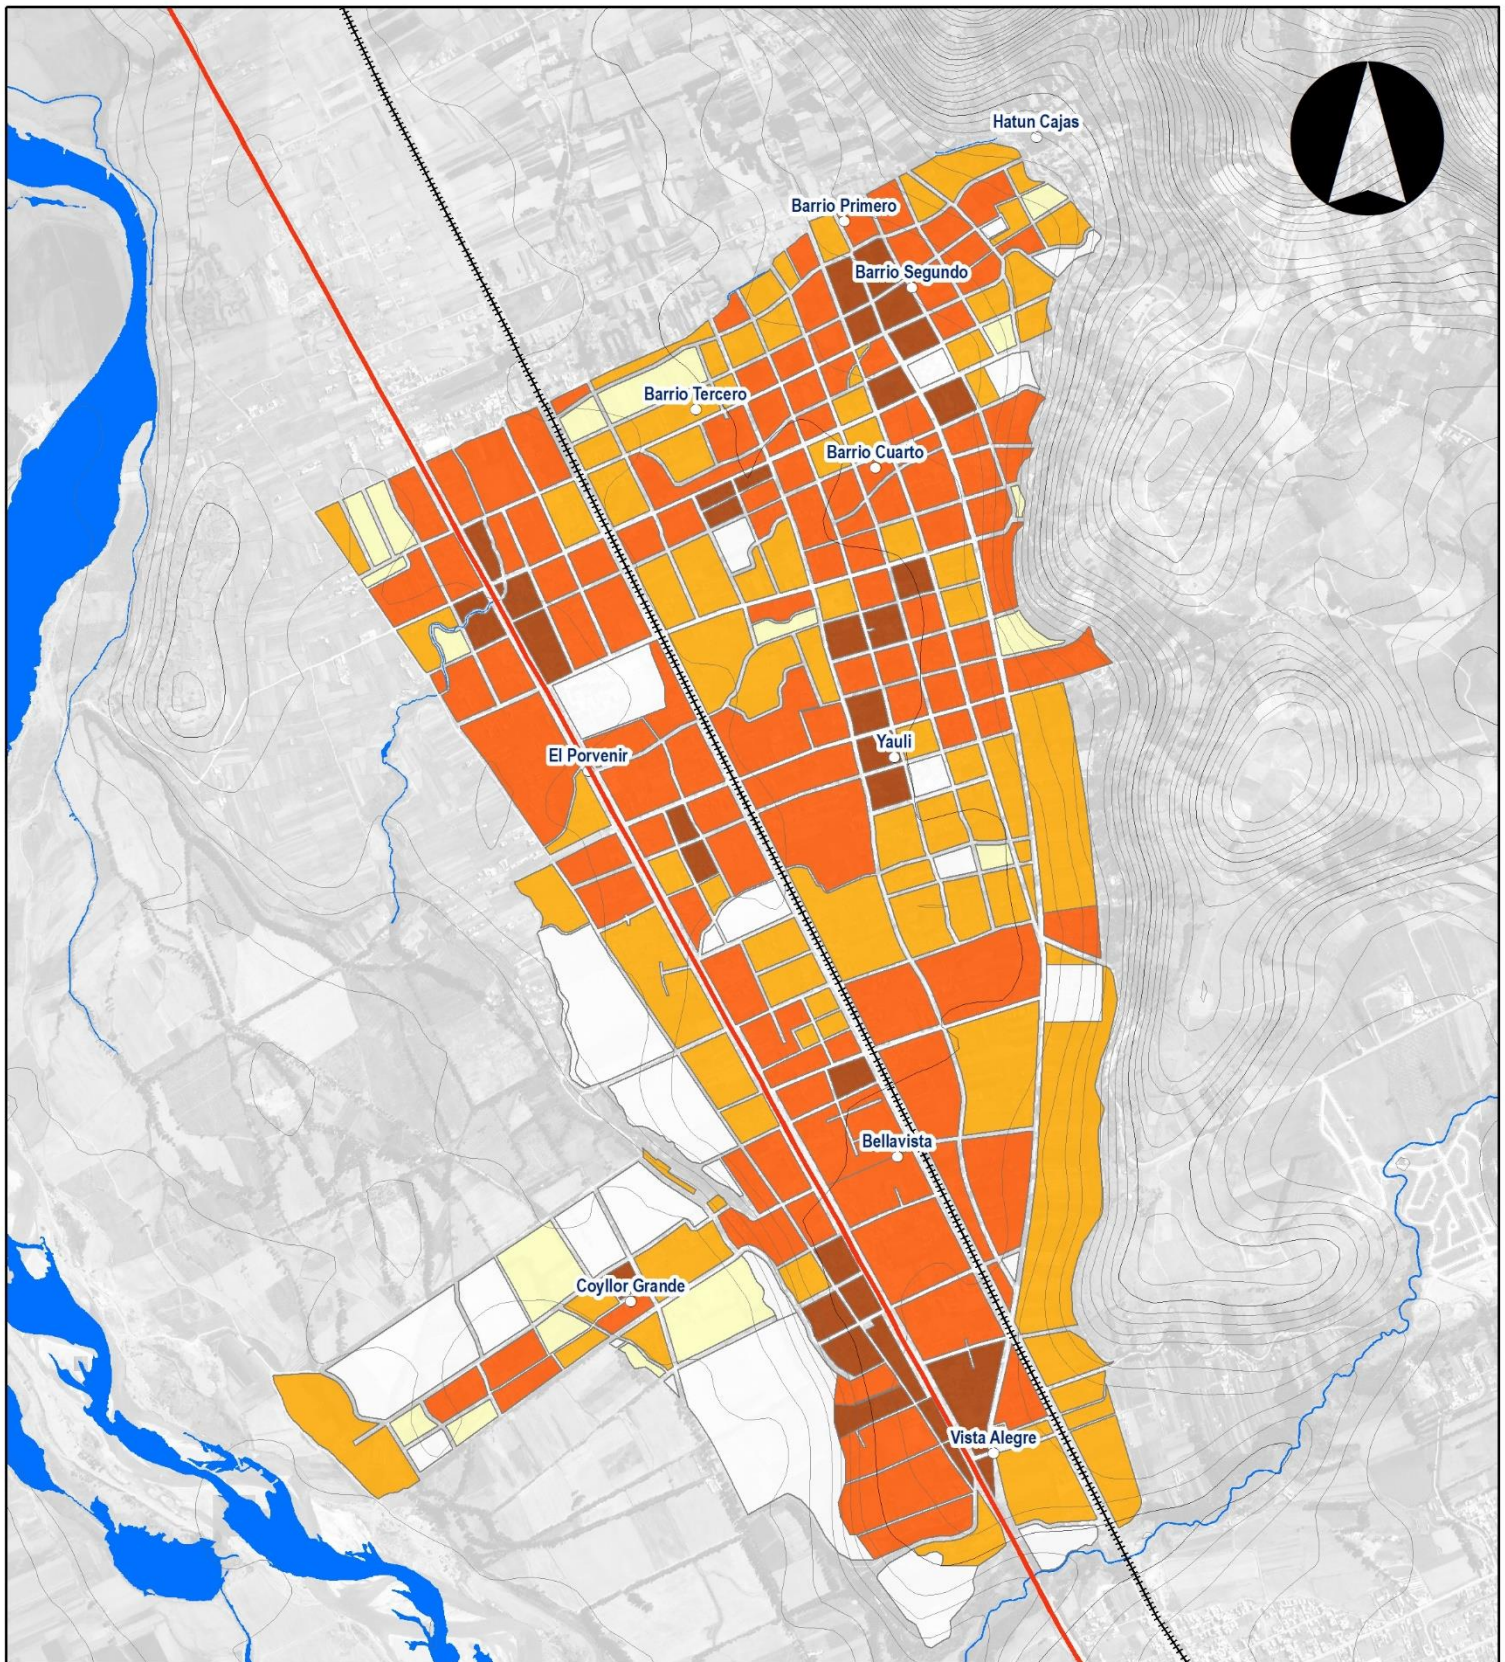 Hatun Cajas
Barrio Primero
Barrio Segundo
Barrio Tercero
Barrio Cuarto
Yauli
El Porvenir
Bellavista
Coyllor Grande
Vista Alegre